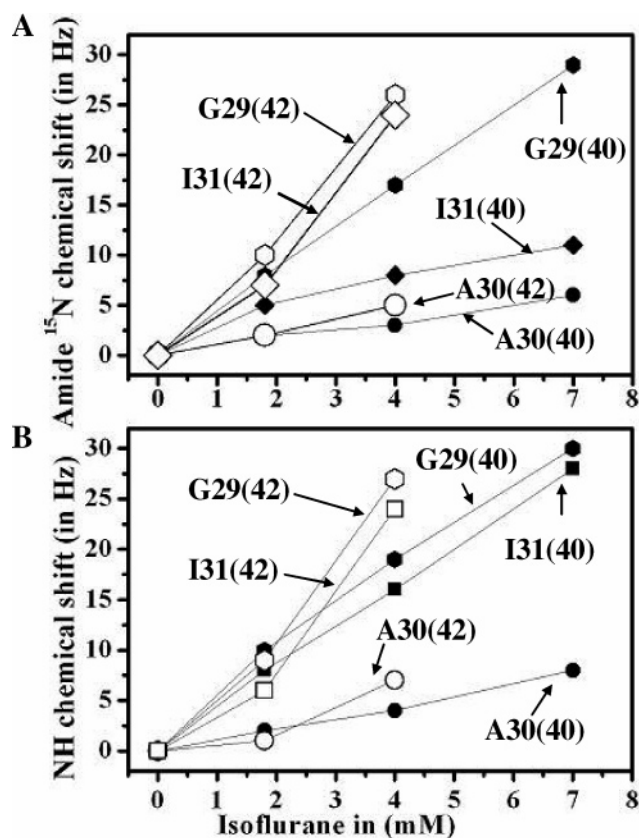 A
Amide ¹⁵N chemical shift (in Hz)
30
25
20
15
10
5
0
G29(42)
I31(42)
G29(40)
I31(40)
A30(42)
A30(40)
0 1 2 3 4 5 6 7 8
B
NH chemical shift (in Hz)
30
25
20
15
10
5
0
G29(42)
I31(42)
G29(40)
I31(40)
A30(42)
A30(40)
0 1 2 3 4 5 6 7 8
Isoflurane in (mM)